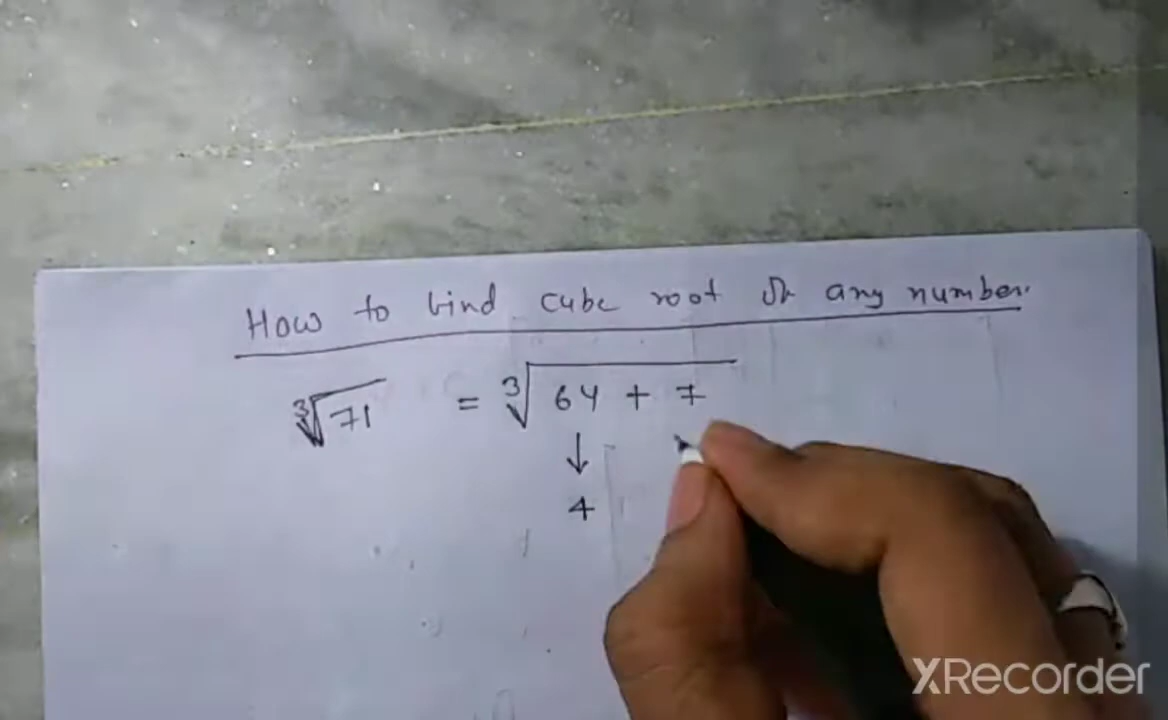 How to find cube root of any number.
∛71 = ∛64 + 7
↓
4
XRecorder